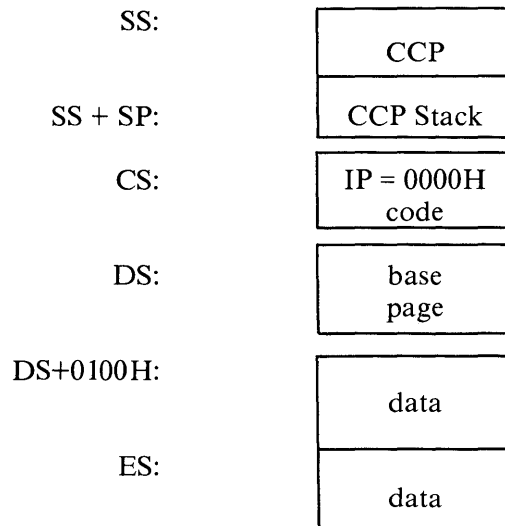 SS:
CCP
SS + SP:
CCP Stack
CS:
IP = 0000H
code
DS:
base
page
DS+0100H:
data
ES:
data